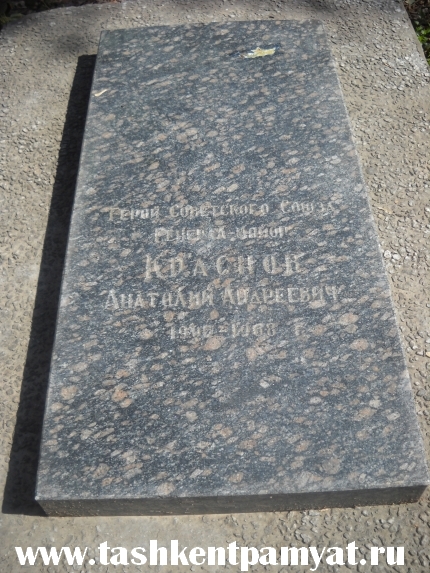 Герой Советского Союза
Генерал-майор
Краснов
Анатолий Андреевич
г.
www.tashkentpamyat.ru